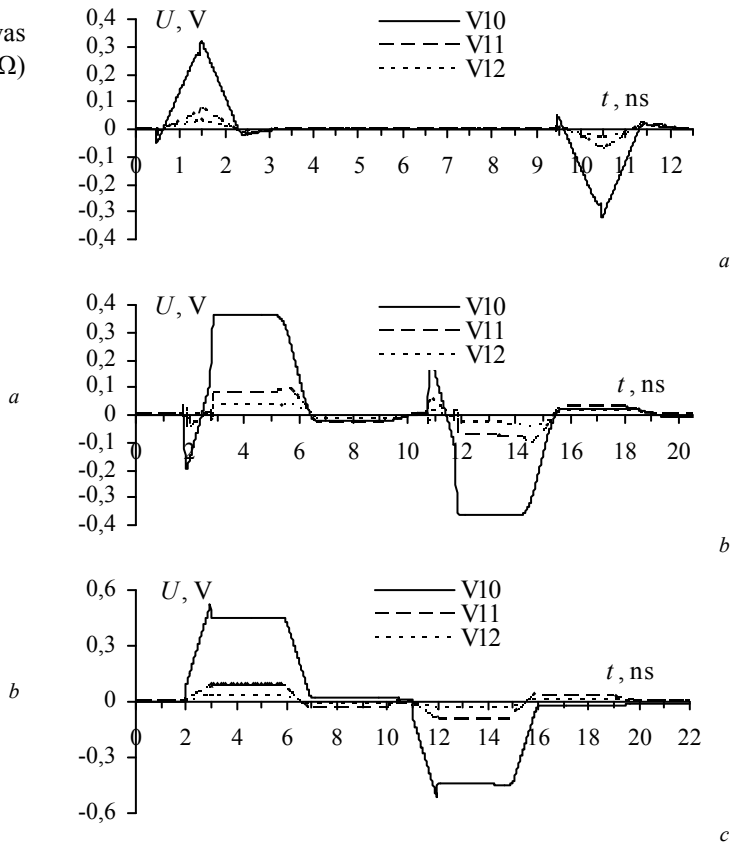 as
Ω)
U, V
V10
V11
V12
0,4
0,3
0,2
0,1
0
-0,1
-0,2
-0,3
-0,4
t, ns
0 1 2 3 4 5 6 7 8 9 10 11 12
a
U, V
V10
V11
V12
0,4
0,3
0,2
0,1
0
-0,1
-0,2
-0,3
-0,4
a
t, ns
0 2 4 6 8 10 12 14 16 18 20
b
U, V
V10
V11
V12
0,6
0,3
0
-0,3
-0,6
b
t, ns
0 2 4 6 8 10 12 14 16 18 20 22
c